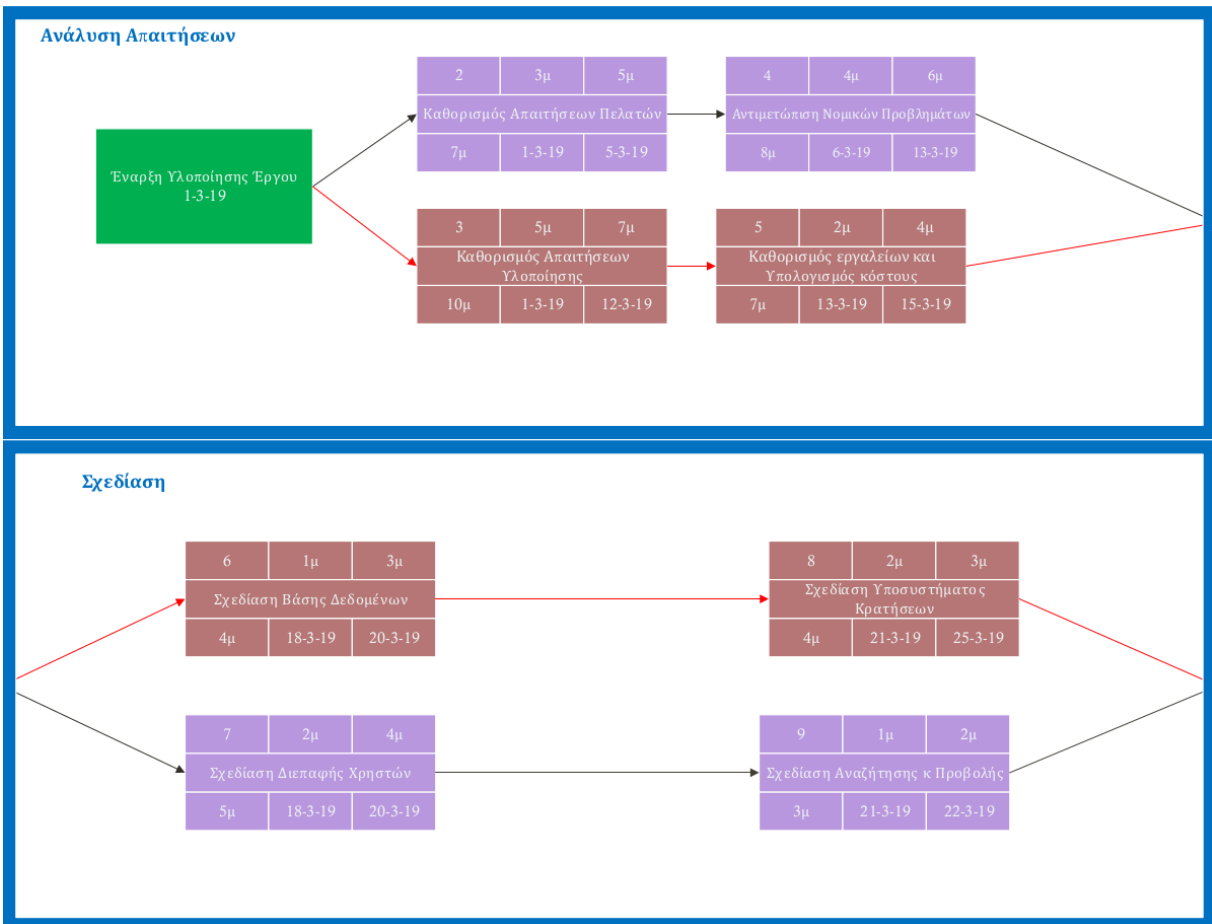 Ανάλυση Απαιτήσεων
Έναρξη Υλοποίησης Έργου
1-3-19
2 3μ 5μ
Καθορισμός Απαιτήσεων Πελατών
7μ 1-3-19 5-3-19
4 4μ 6μ
Αντιμετώπιση Νομικών Προβλημάτων
8μ 6-3-19 13-3-19
3 5μ 7μ
Καθορισμός Απαιτήσεων
Υλοποίησης
10μ 1-3-19 12-3-19
5 2μ 4μ
Καθορισμός εργαλείων και
Υπολογισμός κόστους
7μ 13-3-19 15-3-19
Σχεδίαση
6 1μ 3μ
Σχεδίαση Βάσης Δεδομένων
4μ 18-3-19 20-3-19
8 2μ 3μ
Σχεδίαση Υποσυστήματος
Κρατήσεων
4μ 21-3-19 25-3-19
7 2μ 4μ
Σχεδίαση Διεπαφής Χρηστών
5μ 18-3-19 20-3-19
9 1μ 2μ
Σχεδίαση Αναζήτησης κ Προβολής
3μ 21-3-19 22-3-19